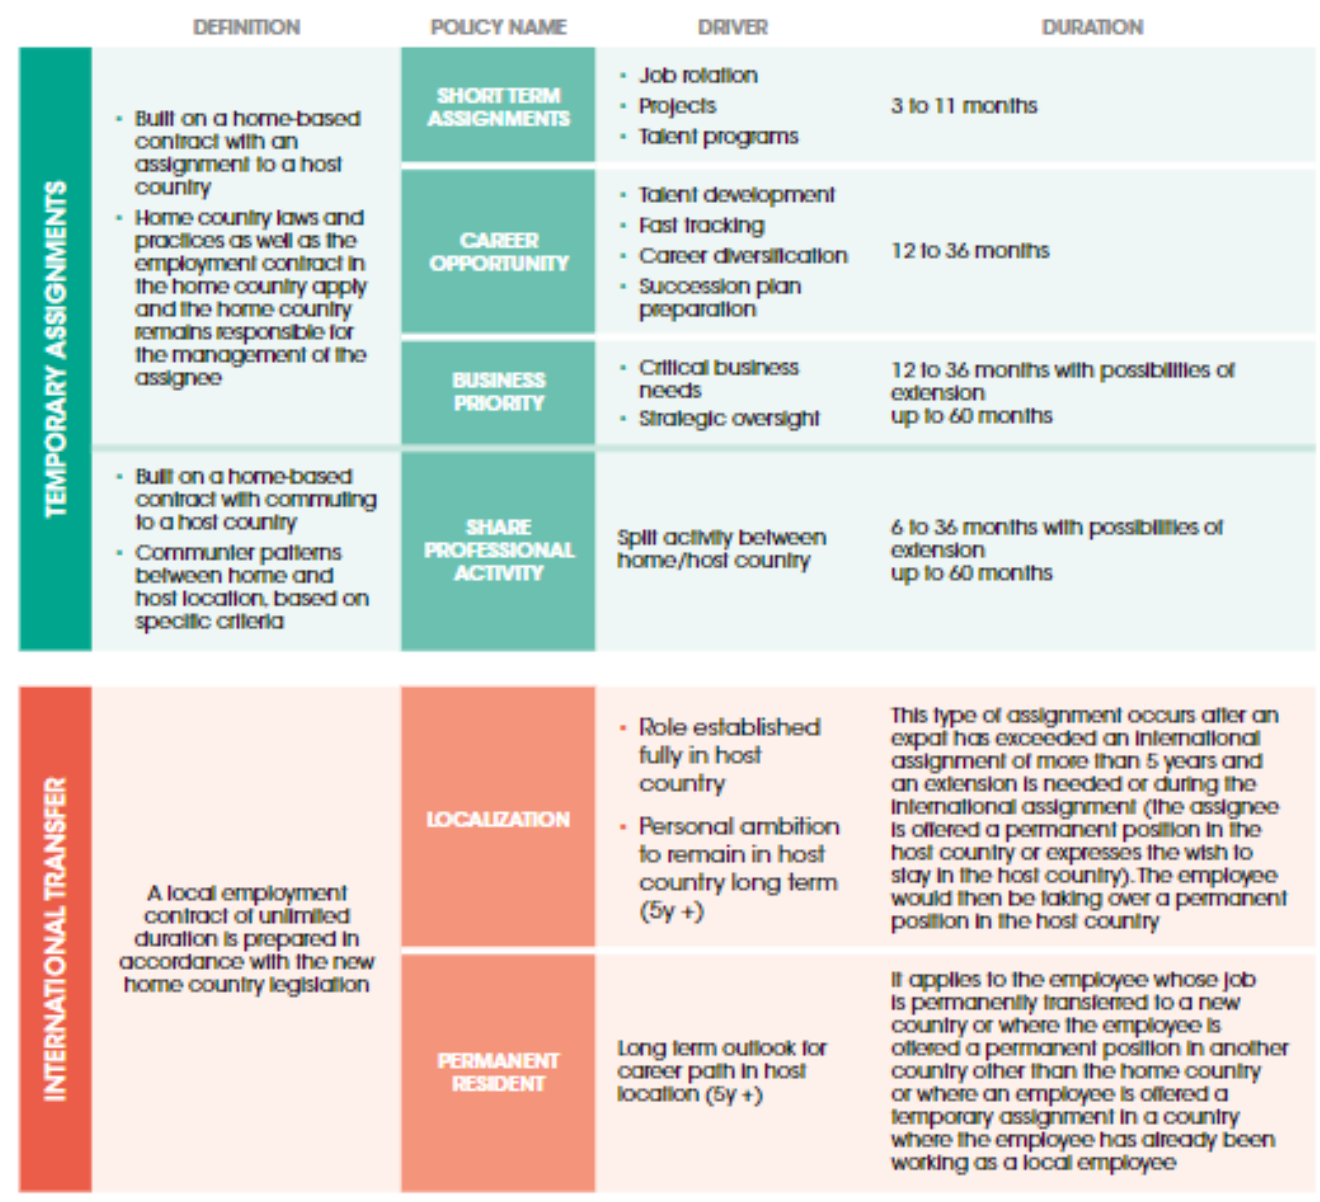 DEFINITION
POLICY NAME
DRIVER
DURATION
TEMPORARY ASSIGNMENTS
• Built on a home-based
contract with an
assignment to a host
country
• Home country laws and
practices as well as the
employment contract in
the home country apply
and the home country
remains responsible for
the management of the
assignee
SHORT TERM
ASSIGNMENTS
• Job rotation
• Projects
• Talent programs
3 to 11 months
CAREER
OPPORTUNITY
• Talent development
• Fast tracking
• Career diversification
• Succession plan
preparation
12 to 36 months
BUSINESS
PRIORITY
• Critical business
needs
• Strategic oversight
12 to 36 months with possibilities of
extension
up to 60 months
• Built on a home-based
contract with commuting
to a host country
• Communter patterns
between home and
host location, based on
specific criteria
SHARE
PROFESSIONAL
ACTIVITY
Split activity between
home/host country
6 to 36 months with possibilities of
extension
up to 60 months
INTERNATIONAL TRANSFER
A local employment
contract of unlimited
duration is prepared in
accordance with the new
home country legislation
LOCALIZATION
• Role established
fully in host
country
• Personal ambition
to remain in host
country long term
(5y +)
This type of assignment occurs after an
expat has exceeded an international
assignment of more than 5 years and
an extension is needed or during the
international assignment (the assignee
is offered a permanent position in the
host country or expresses the wish to
stay in the host country). The employee
would then be taking over a permanent
position in the host country
PERMANENT
RESIDENT
Long term outlook for
career path in host
location (5y +)
It applies to the employee whose job
is permanently transferred to a new
country or where the employee is
offered a permanent position in another
country other than the home country
or where an employee is offered a
temporary assignment in a country
where the employee has already been
working as a local employee